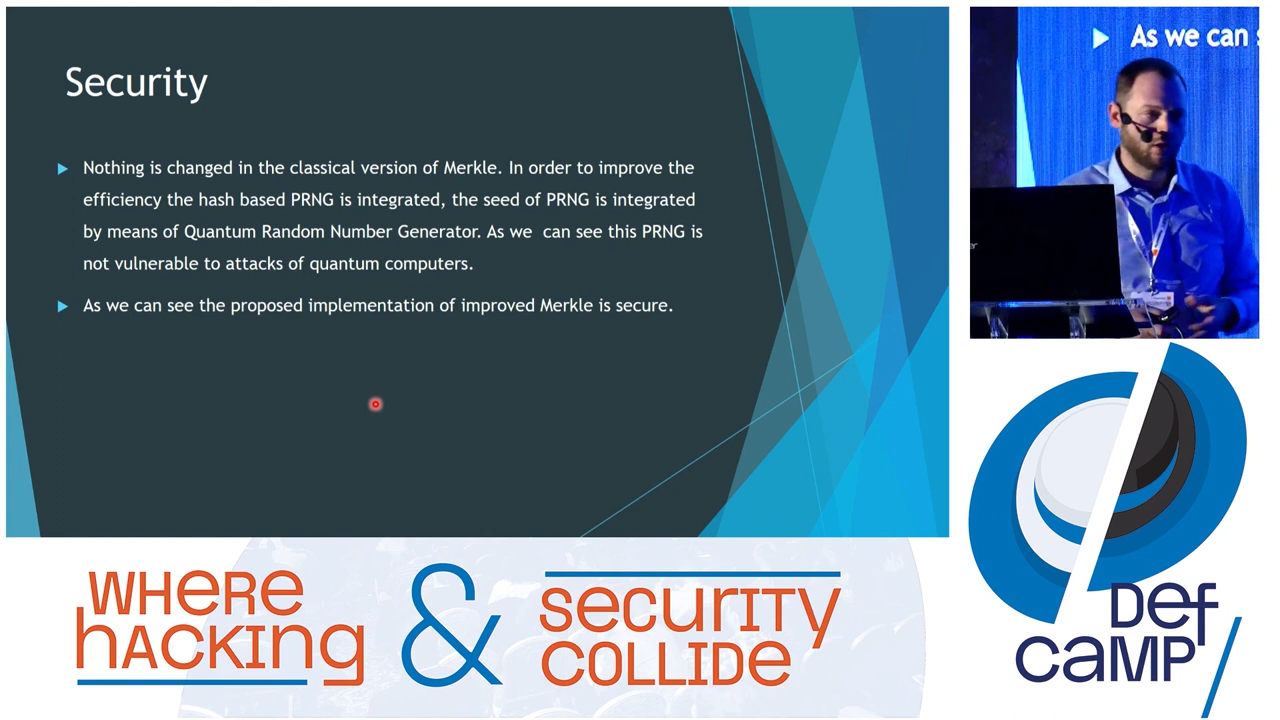 Security
Nothing is changed in the classical version of Merkle. In order to improve the
efficiency the hash based PRNG is integrated, the seed of PRNG is integrated
by means of Quantum Random Number Generator. As we  can see this PRNG is
not vulnerable to attacks of quantum computers.
As we can see the proposed implementation of improved Merkle is secure.
As we can
WHERE
HACKING
&
SECURITY
COLLIDE
DEF
CAMP/